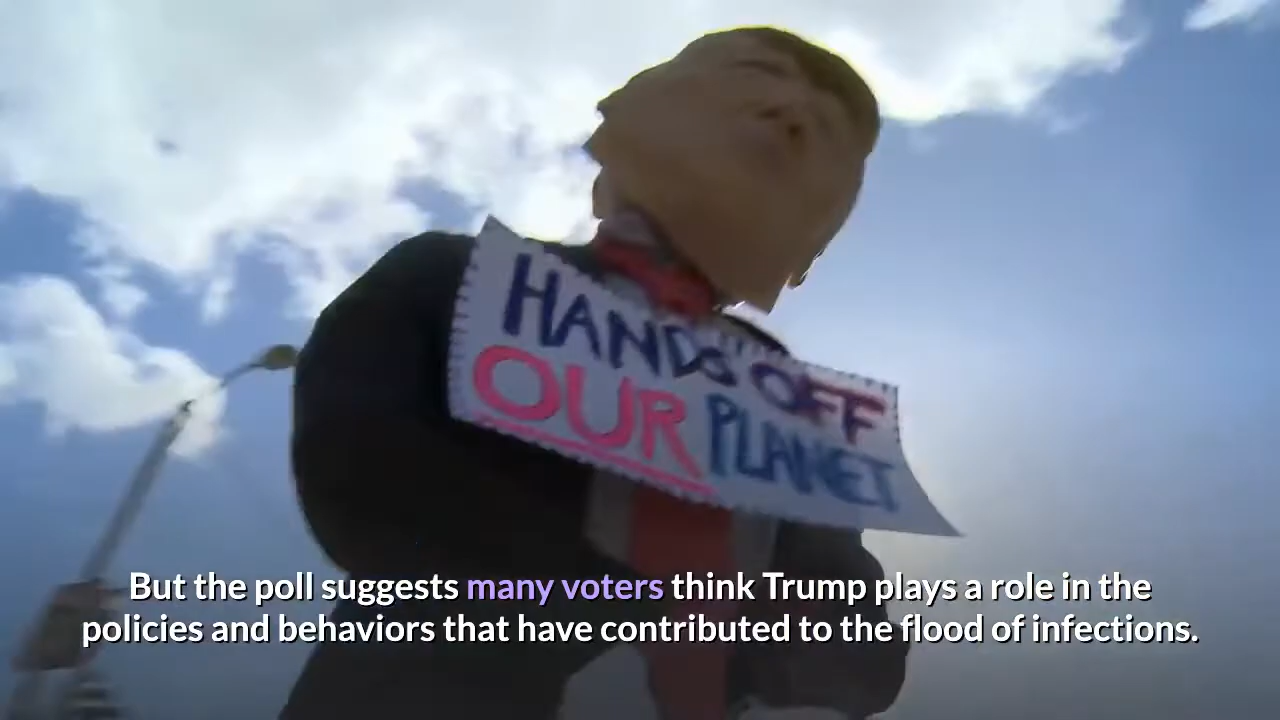 HANDS OFF
OUR PLANET
But the poll suggests many voters think Trump plays a role in the
policies and behaviors that have contributed to the flood of infections.